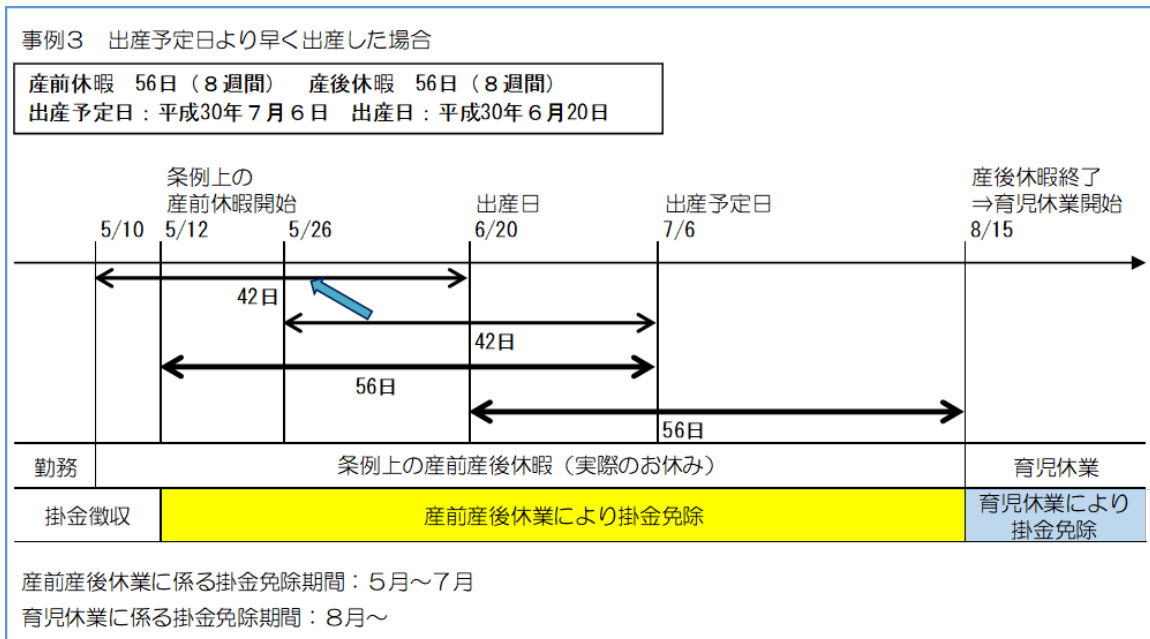 事例3　出産予定日より早く出産した場合
産前休暇　56日（８週間）　産後休暇　56日（８週間）
出産予定日：平成30年７月６日　出産日：平成30年６月20日
条例上の
産前休暇開始
出産日
出産予定日
産後休暇終了
⇒育児休業開始
5/10 5/12 5/26 6/20 7/6 8/15
42日
42日
56日
56日
勤務 条例上の産前産後休暇（実際のお休み） 育児休業
掛金徴収 産前産後休業により掛金免除 育児休業により
掛金免除
産前産後休業に係る掛金免除期間：５月～７月
育児休業に係る掛金免除期間：８月～